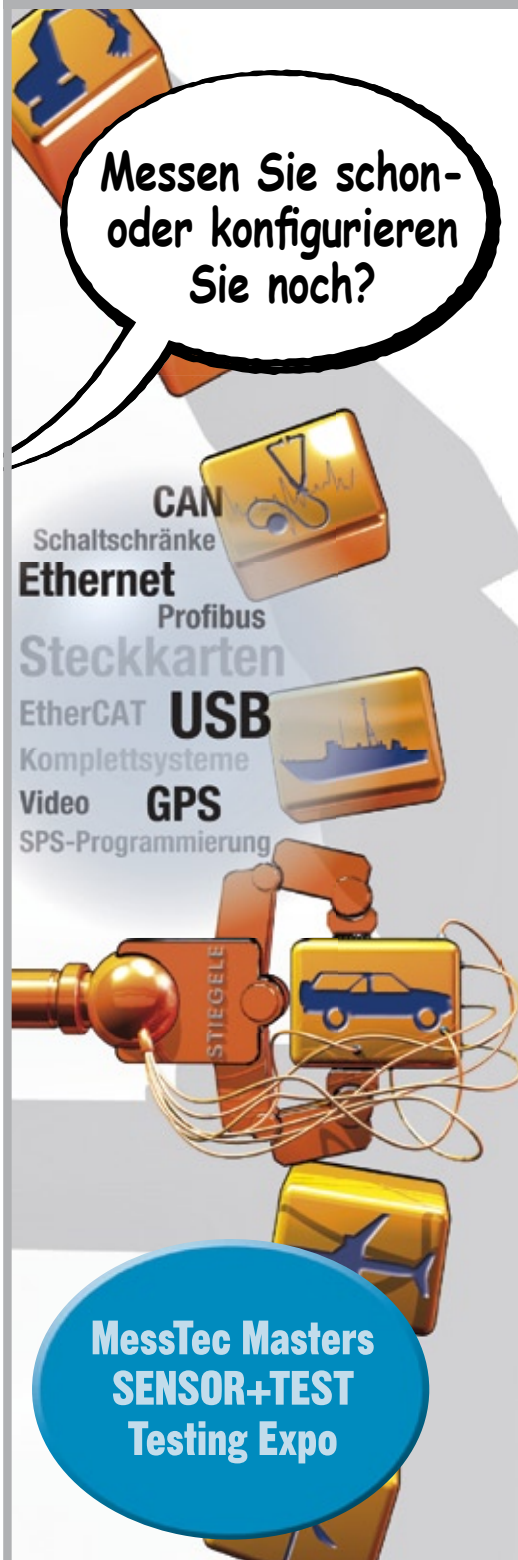 Messen Sie schon-
oder konfigurieren
Sie noch?
CAN
Schaltschränke
Ethernet
Profibus
Steckkarten
EtherCAT USB
Komplettsysteme
Video GPS
SPS-Programmierung
STIEGELE
MessTec Masters
SENSOR+TEST
Testing Expo